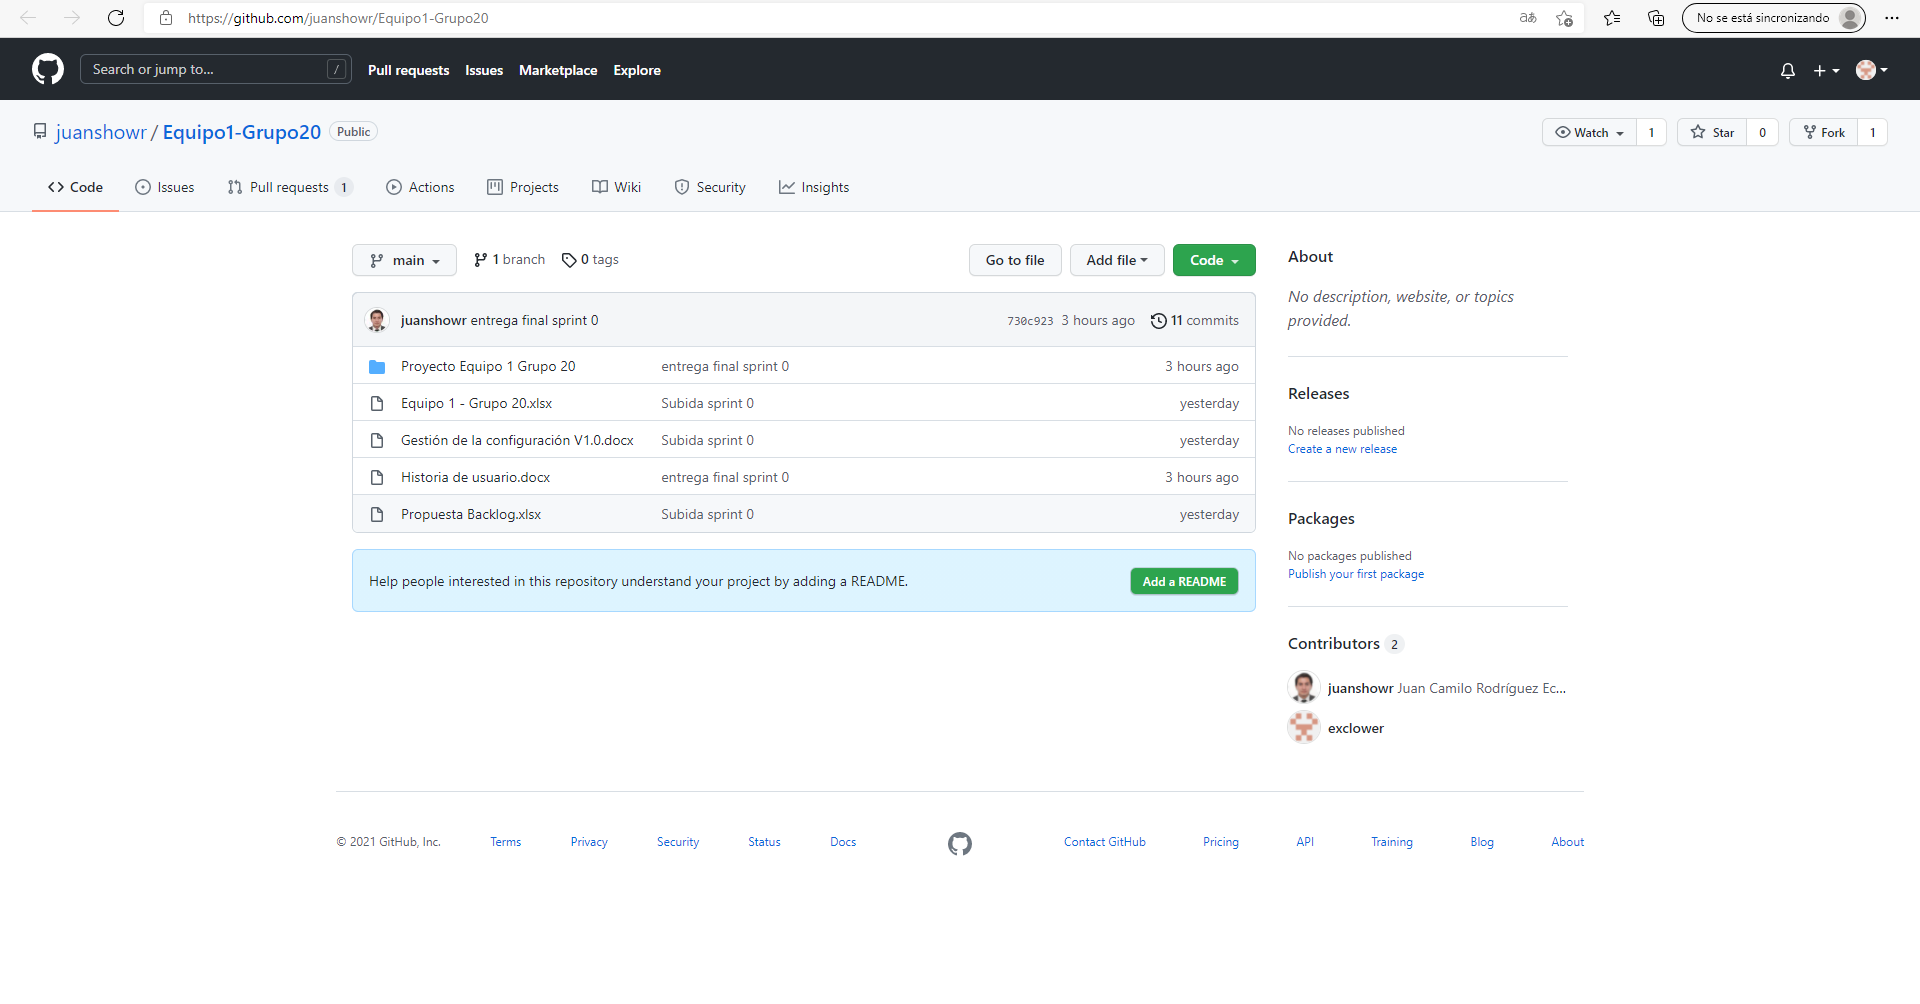 https://github.com/juanshowr/Equipo1-Grupo20
aあ
No se está sincronizando
Search or jump to...
/
Pull requests Issues Marketplace Explore
juanshowr / Equipo1-Grupo20 Public
Watch 1
Star 0
Fork 1
Code Issues Pull requests 1 Actions Projects Wiki Security Insights
main 1 branch 0 tags
Go to file Add file Code
juanshowr entrega final sprint 0 730c923 3 hours ago 11 commits
Proyecto Equipo 1 Grupo 20 entrega final sprint 0 3 hours ago
Equipo 1 - Grupo 20.xlsx Subida sprint 0 yesterday
Gestión de la configuración V1.0.docx Subida sprint 0 yesterday
Historia de usuario.docx entrega final sprint 0 3 hours ago
Propuesta Backlog.xlsx Subida sprint 0 yesterday
Help people interested in this repository understand your project by adding a README. Add a README
About
No description, website, or topics
provided.
Releases
No releases published
Create a new release
Packages
No packages published
Publish your first package
Contributors 2
juanshowr Juan Camilo Rodríguez Ec...
exclower
© 2021 GitHub, Inc. Terms Privacy Security Status Docs Contact GitHub Pricing API Training Blog About